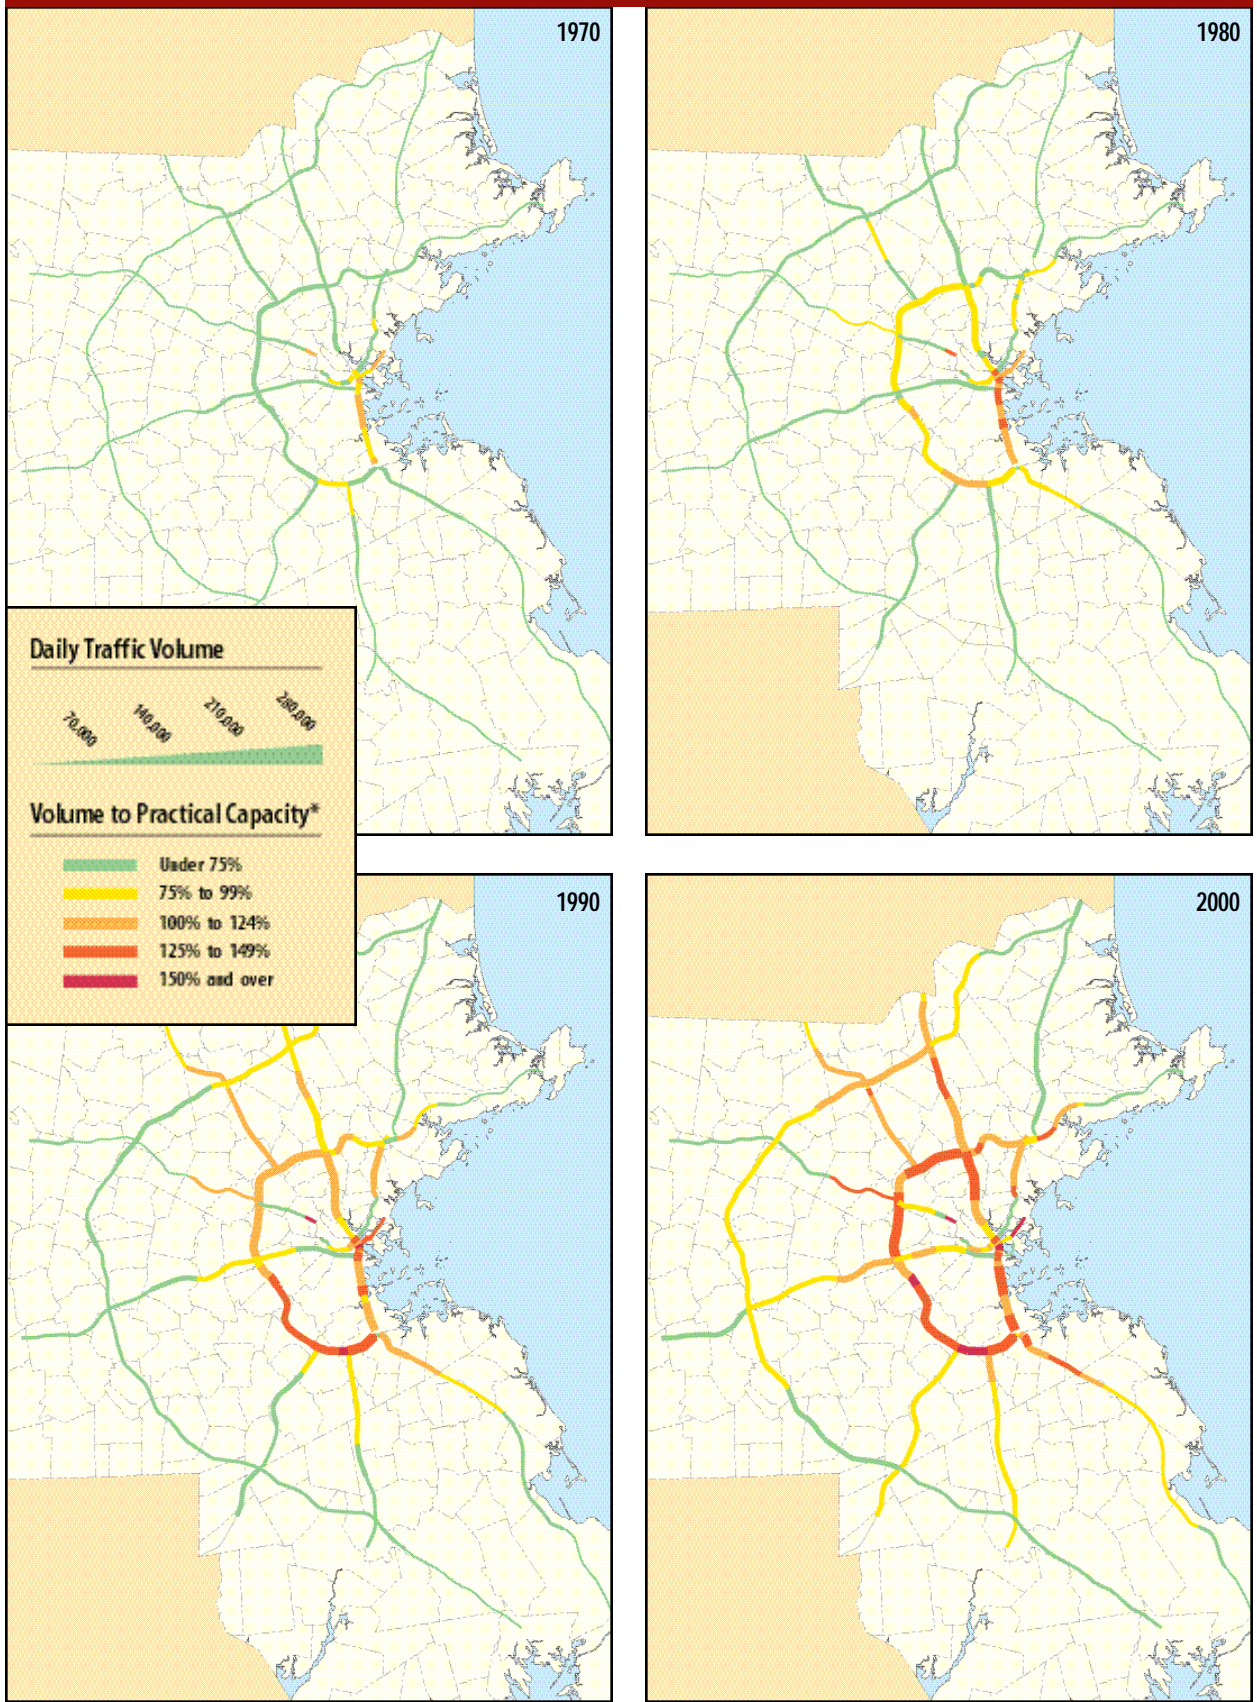 1970
1980
Daily Traffic Volume
70,000
140,000
210,000
280,000
Volume to Practical Capacity*
Under 75%
75% to 99%
100% to 124%
125% to 149%
150% and over
1990
2000